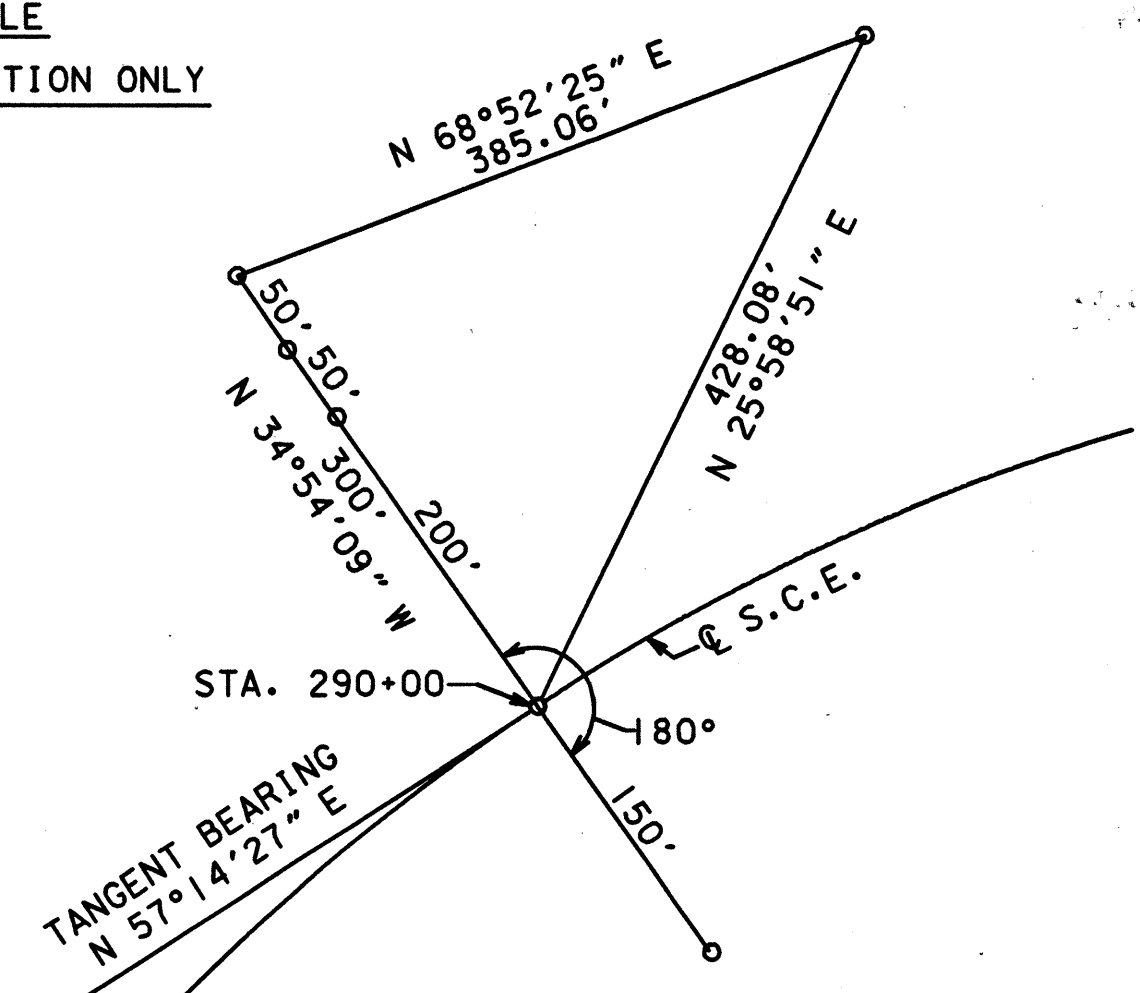 LE
TION ONLY
N 68°52'25" E
385.06'
50'
50'
N 34°54'09" W
300'
200'
428.08'
N 25°58'51" E
℄ S.C.E.
STA. 290+00
180°
150'
TANGENT BEARING
N 57°14'27" E